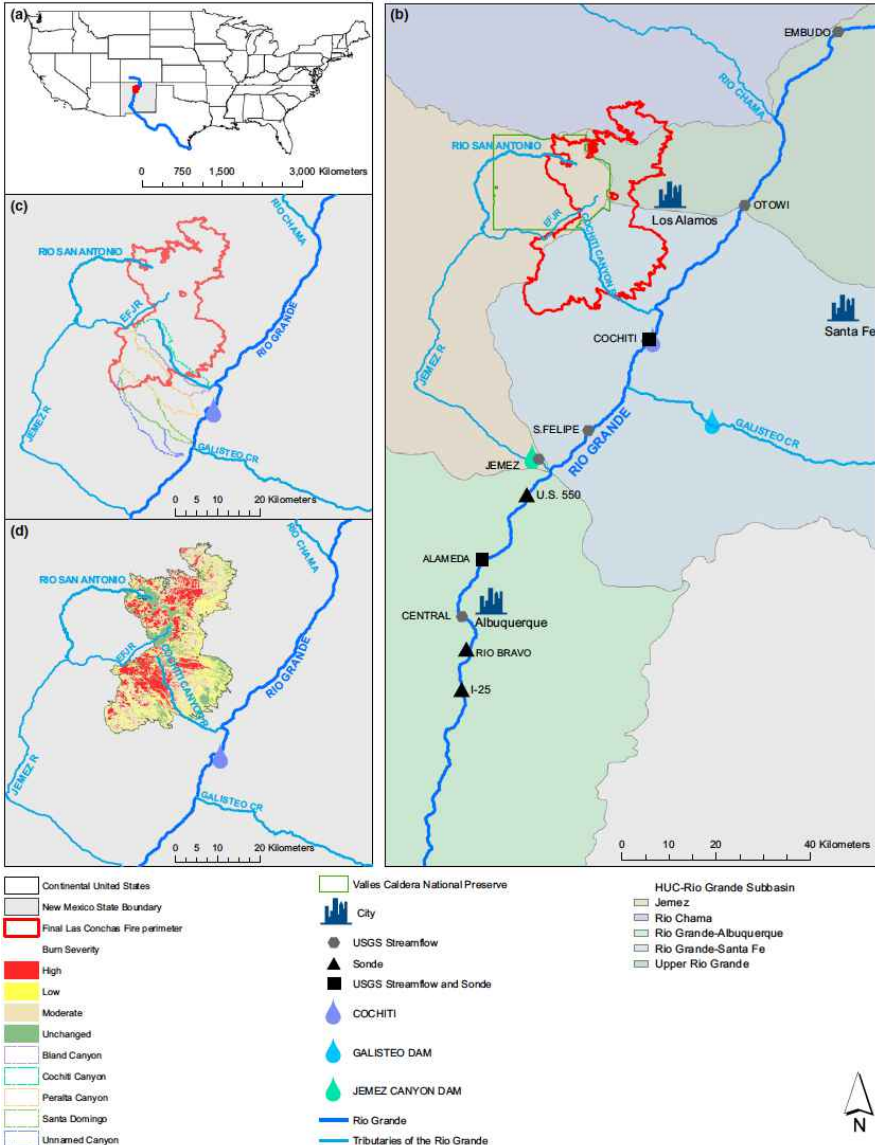 (a)
0 750 1,500 3,000 Kilometers
(b)
EMBUDO
RIO CHAMA
RIO SAN ANTONIO
Los Alamos
OTOWI
EFJR
COCHITI CANYON R
Santa Fe
COCHITI
JEMEZ R
S.FELIPE
RIO GRANDE
GALISTEO CR
JEMEZ
U.S. 550
ALAMEDA
CENTRAL
Albuquerque
RIO BRAVO
I-25
0 20 40 Kilometers
(c)
RIO CHAMA
RIO SAN ANTONIO
EFJR
RIO GRANDE
JEMEZ R
GALISTEO CR
0 5 10 20 Kilometers
(d)
RIO CHAMA
RIO SAN ANTONIO
EFJR
COCHITI CANYON R
RIO GRANDE
JEMEZ R
GALISTEO CR
0 5 10 20 Kilometers
Continental United States
New Mexico State Boundary
Final Las Conchas Fire perimeter
Burn Severity
High
Low
Moderate
Unchanged
Bland Canyon
Cochiti Canyon
Peralta Canyon
Santa Domingo
Unnamed Canyon
Valles Caldera National Preserve
City
USGS Streamflow
Sonde
USGS Streamflow and Sonde
COCHITI
GALISTEO DAM
JEMEZ CANYON DAM
Rio Grande
Tributaries of the Rio Grande
HUC-Rio Grande Subbasin
Jemez
Rio Chama
Rio Grande-Albuquerque
Rio Grande-Santa Fe
Upper Rio Grande
N